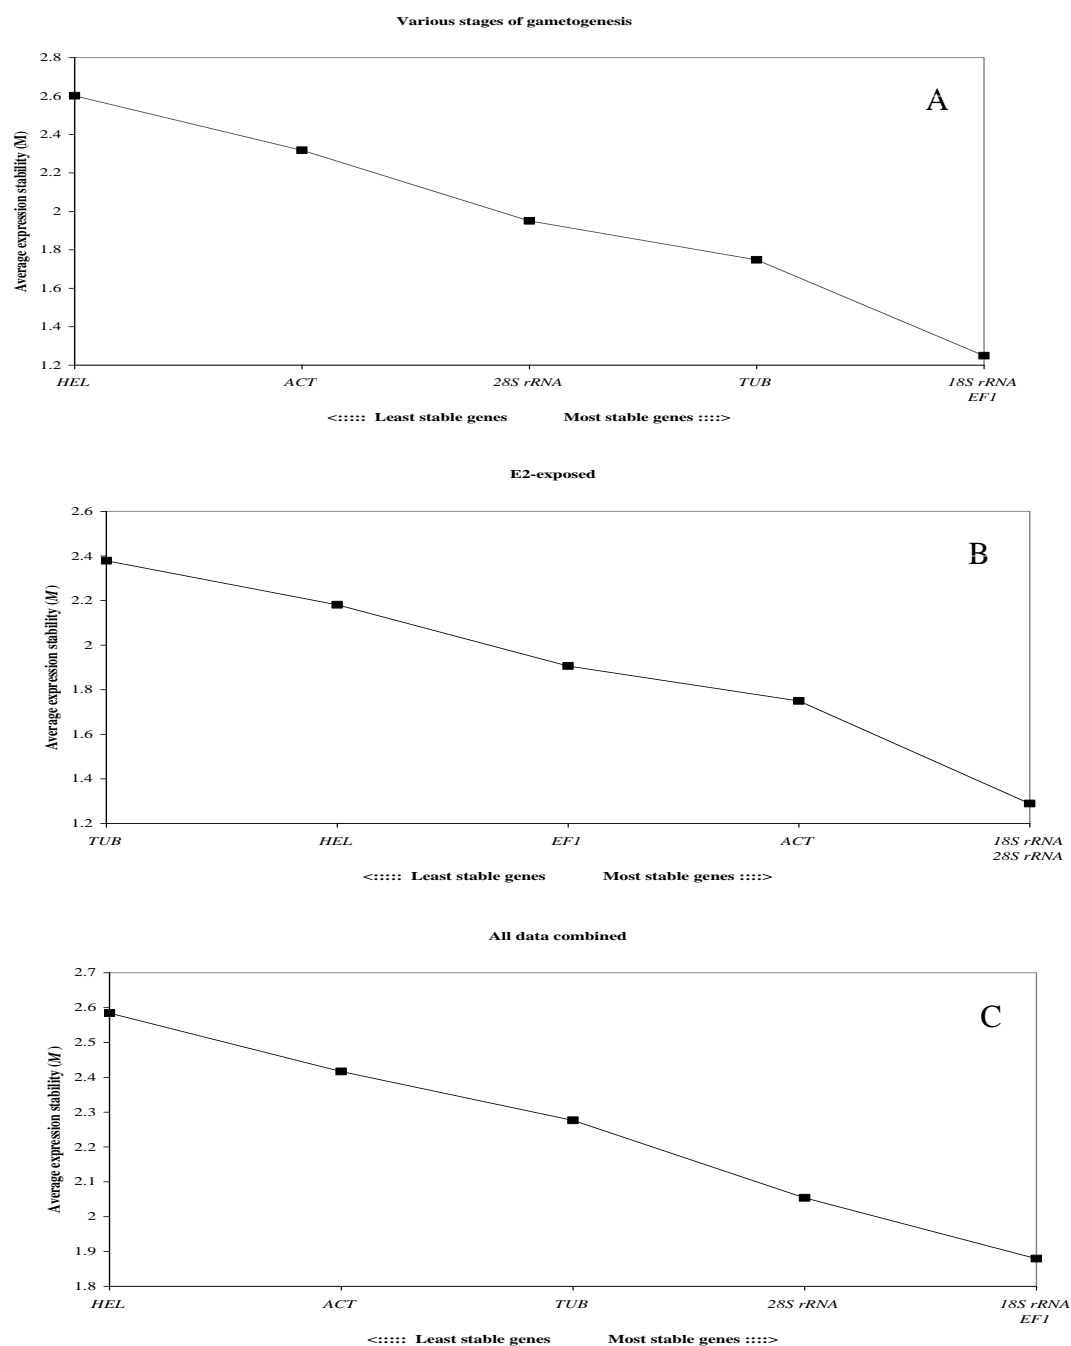 Various stages of gametogenesis
2.8
A
2.6
2.4
2.2
2
1.8
1.6
1.4
1.2
Average expression stability (M)
HEL ACT 28S rRNA TUB 18S rRNA
EF1
<::::: Least stable genes Most stable genes ::::>
E2-exposed
2.6
B
2.4
2.2
2
1.8
1.6
1.4
1.2
Average expression stability (M)
TUB HEL EF1 ACT 18S rRNA
28S rRNA
<::::: Least stable genes Most stable genes ::::>
All data combined
2.7
C
2.6
2.5
2.4
2.3
2.2
2.1
2
1.9
1.8
Average expression stability (M)
HEL ACT TUB 28S rRNA 18S rRNA
EF1
<::::: Least stable genes Most stable genes ::::>